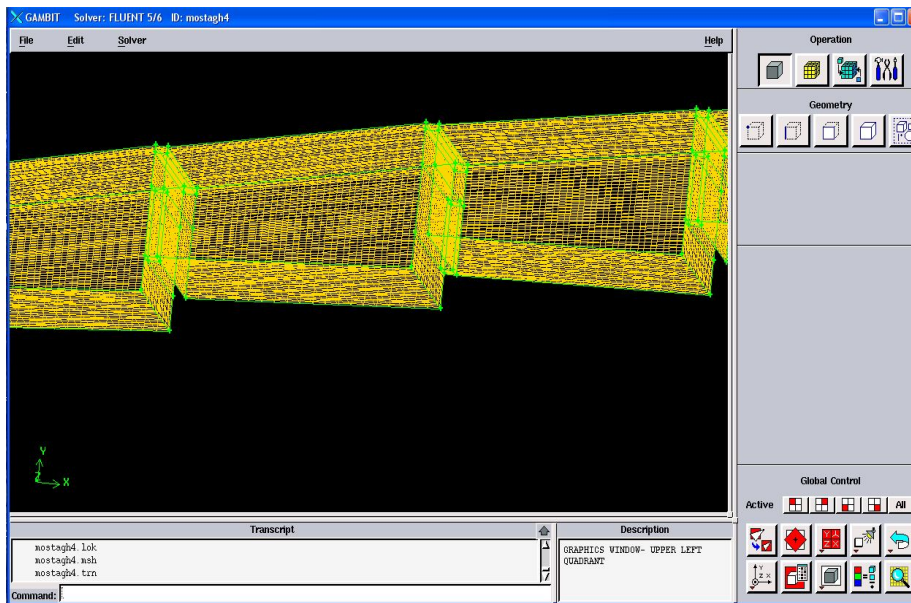 GAMBIT Solver: FLUENT 5/6 ID: mostagh4
File Edit Solver Help
Operation
Geometry
Y
Z X
Global Control
Active All
Transcript
mostagh4.lok
mostagh4.msh
mostagh4.trn
Description
GRAPHICS WINDOW- UPPER LEFT
QUADRANT
Command: